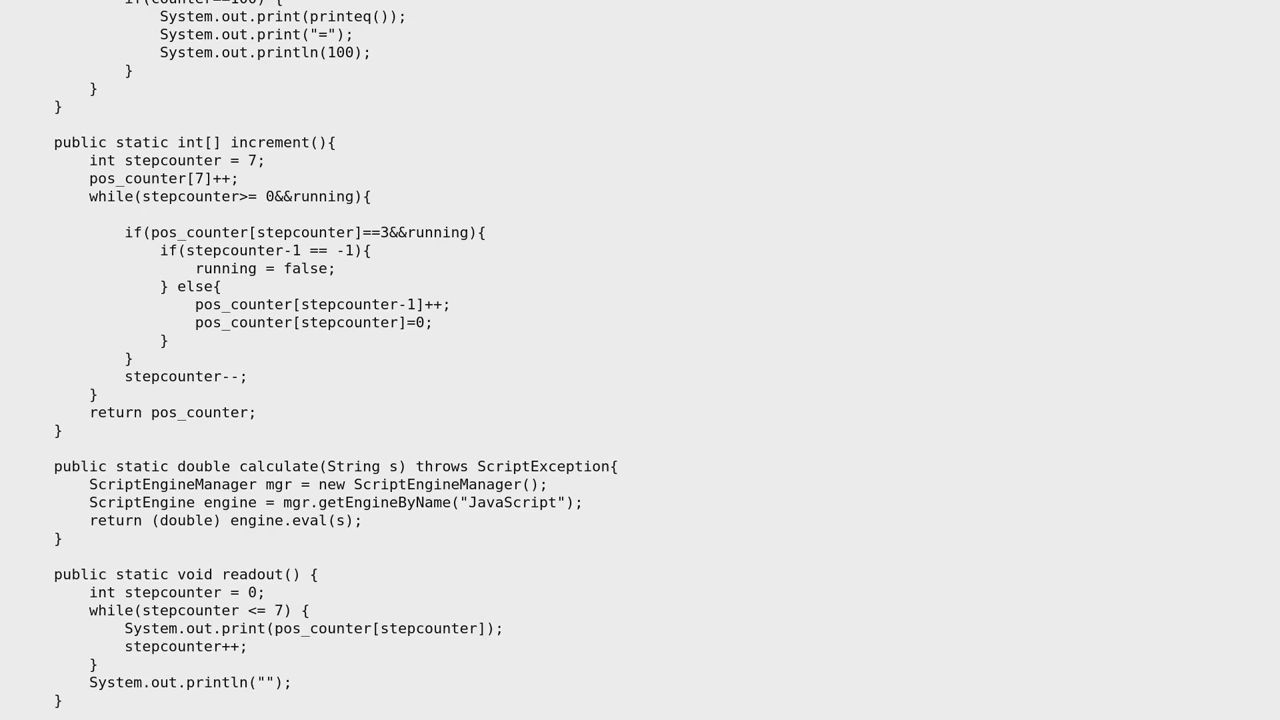 if(counter==100) {
System.out.print(printeq());
System.out.print("=");
System.out.println(100);
}
}
}
public static int[] increment(){
int stepcounter = 7;
pos_counter[7]++;
while(stepcounter>= 0&&running){
if(pos_counter[stepcounter]==3&&running){
if(stepcounter-1 == -1){
running = false;
} else{
pos_counter[stepcounter-1]++;
pos_counter[stepcounter]=0;
}
}
stepcounter--;
}
return pos_counter;
}
public static double calculate(String s) throws ScriptException{
ScriptEngineManager mgr = new ScriptEngineManager();
ScriptEngine engine = mgr.getEngineByName("JavaScript");
return (double) engine.eval(s);
}
public static void readout() {
int stepcounter = 0;
while(stepcounter <= 7) {
System.out.print(pos_counter[stepcounter]);
stepcounter++;
}
System.out.println("");
}